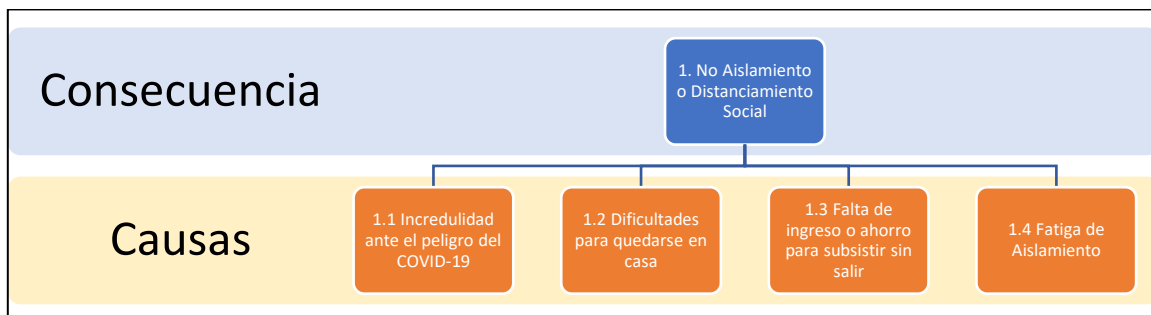 Consecuencia
1. No Aislamiento
o Distanciamiento
Social
Causas
1.1 Incredulidad
ante el peligro del
COVID-19
1.2 Dificultades
para quedarse en
casa
1.3 Falta de
ingreso o ahorro
para subsistir sin
salir
1.4 Fatiga de
Aislamiento